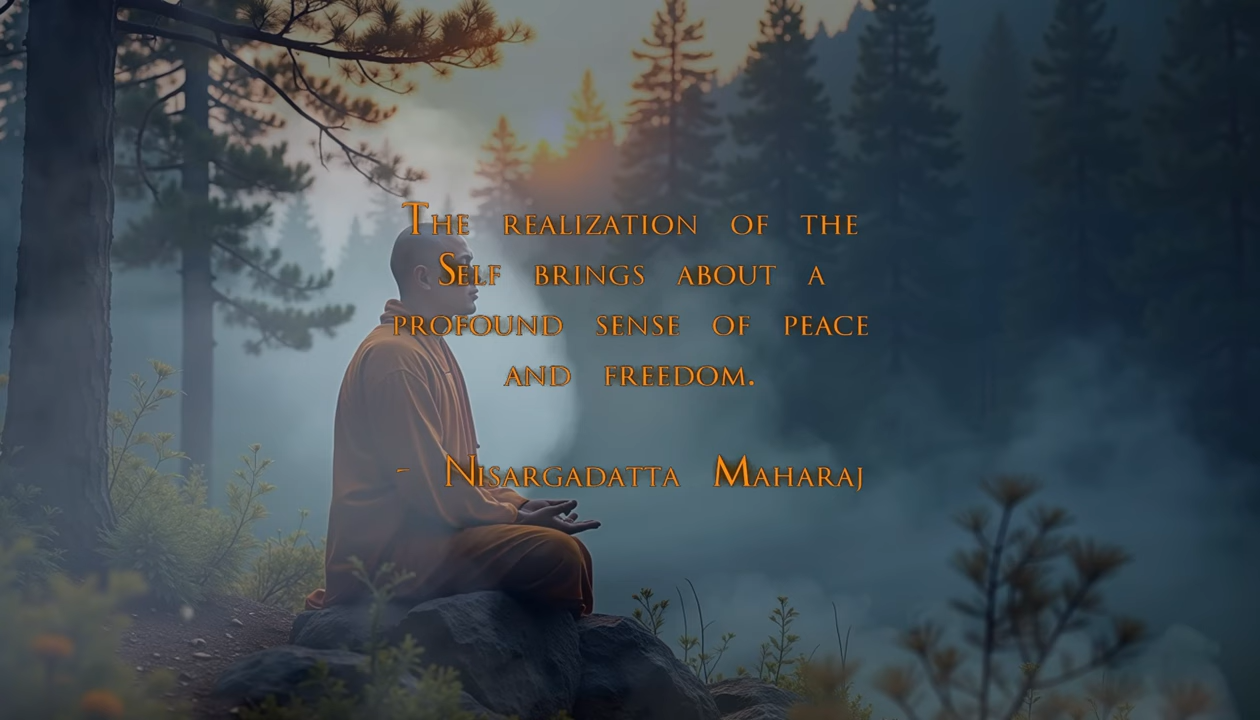 The realization of the
Self brings about a
profound sense of peace
and freedom.
- Nisargadatta Maharaj